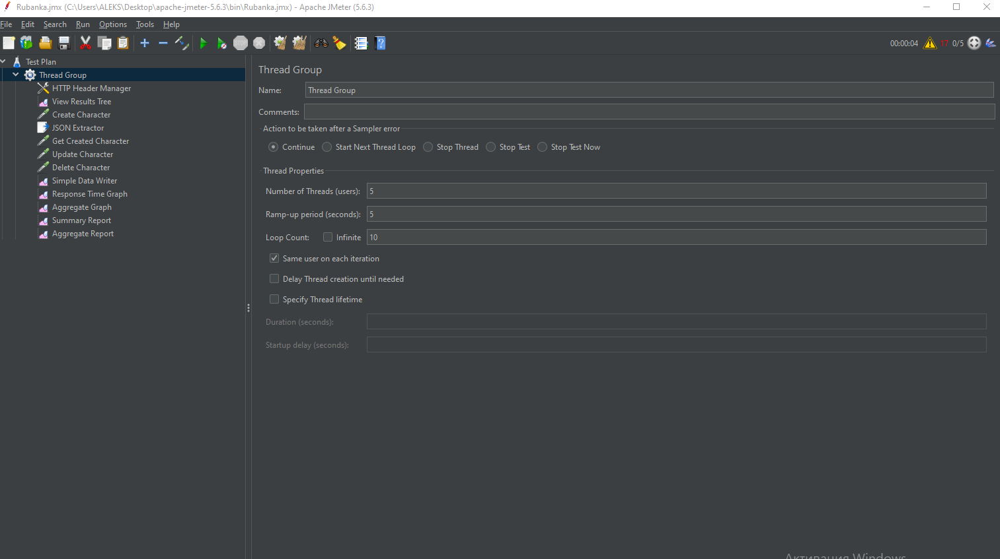 Rubanka.jmx (C:\Users\ALEKS\Desktop\apache-jmeter-5.6.3\bin\Rubanka.jmx) - Apache JMeter (5.6.3)
File Edit Search Run Options Tools Help
00:00:04 17 0/5
Test Plan
Thread Group
HTTP Header Manager
View Results Tree
Create Character
JSON Extractor
Get Created Character
Update Character
Delete Character
Simple Data Writer
Response Time Graph
Aggregate Graph
Summary Report
Aggregate Report
Thread Group
Name: Thread Group
Comments:
Action to be taken after a Sampler error
Continue Start Next Thread Loop Stop Thread Stop Test Stop Test Now
Thread Properties
Number of Threads (users): 5
Ramp-up period (seconds): 5
Loop Count: Infinite 10
Same user on each iteration
Delay Thread creation until needed
Specify Thread lifetime
Duration (seconds):
Startup delay (seconds):
Активация Windows